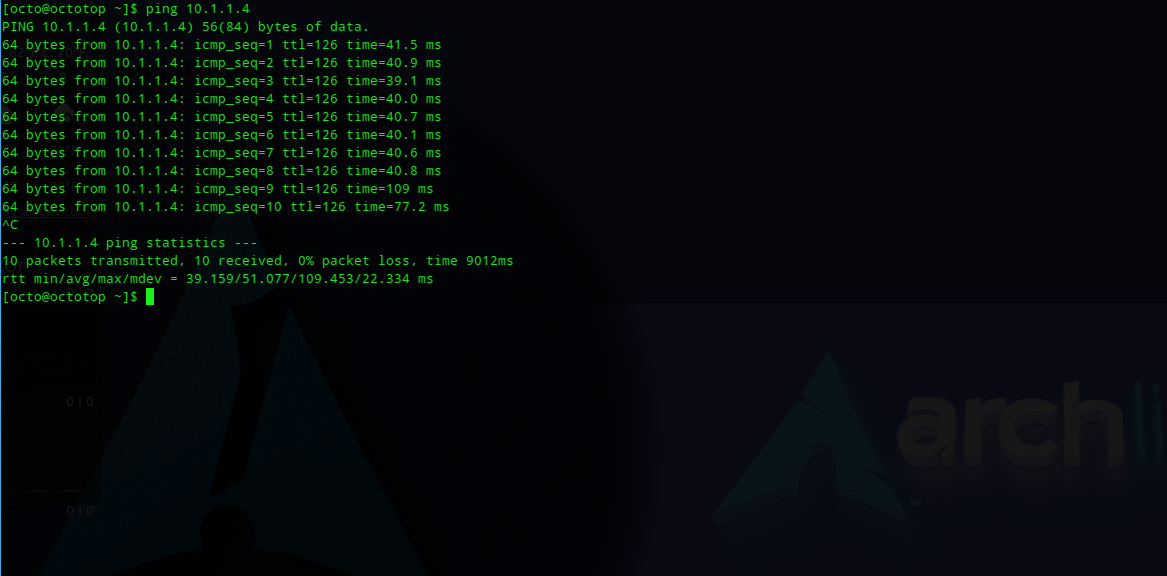 [octo@octotop ~]$ ping 10.1.1.4
PING 10.1.1.4 (10.1.1.4) 56(84) bytes of data.
64 bytes from 10.1.1.4: icmp_seq=1 ttl=126 time=41.5 ms
64 bytes from 10.1.1.4: icmp_seq=2 ttl=126 time=40.9 ms
64 bytes from 10.1.1.4: icmp_seq=3 ttl=126 time=39.1 ms
64 bytes from 10.1.1.4: icmp_seq=4 ttl=126 time=40.0 ms
64 bytes from 10.1.1.4: icmp_seq=5 ttl=126 time=40.7 ms
64 bytes from 10.1.1.4: icmp_seq=6 ttl=126 time=40.1 ms
64 bytes from 10.1.1.4: icmp_seq=7 ttl=126 time=40.6 ms
64 bytes from 10.1.1.4: icmp_seq=8 ttl=126 time=40.8 ms
64 bytes from 10.1.1.4: icmp_seq=9 ttl=126 time=109 ms
64 bytes from 10.1.1.4: icmp_seq=10 ttl=126 time=77.2 ms
^C
--- 10.1.1.4 ping statistics ---
10 packets transmitted, 10 received, 0% packet loss, time 9012ms
rtt min/avg/max/mdev = 39.159/51.077/109.453/22.334 ms
[octo@octotop ~]$
0|0
0|0
archli
™
0|0